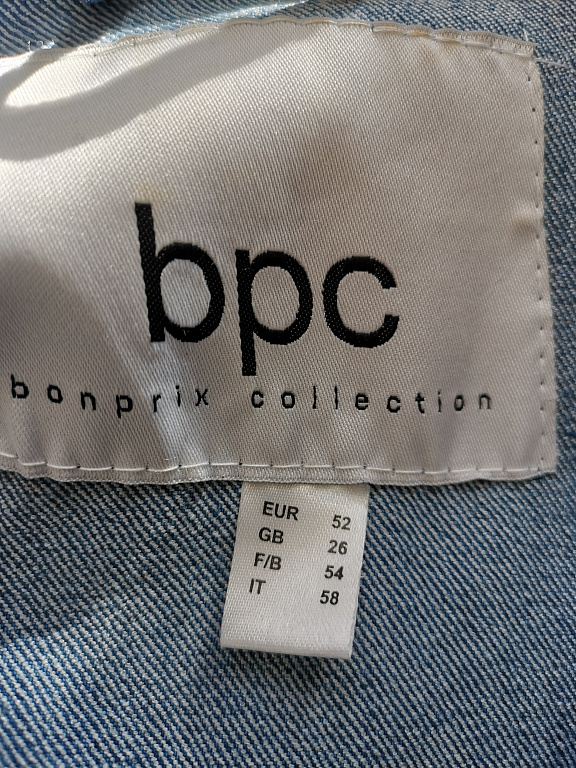 bpc
bonprix collection
EUR 52
GB 26
F/B 54
IT 58